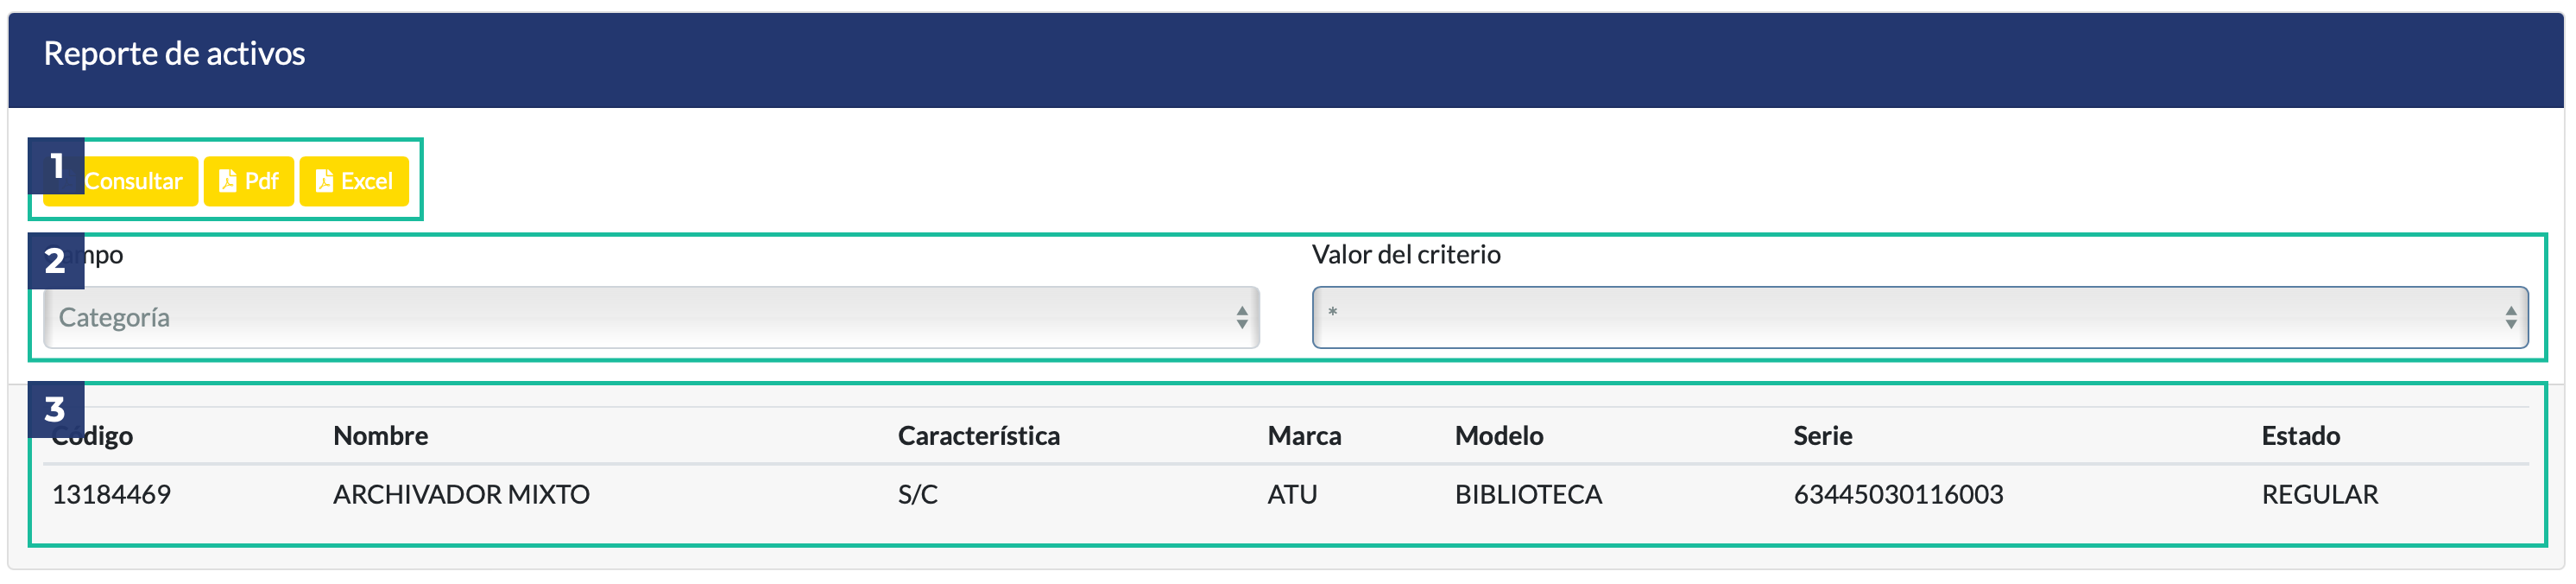 Reporte de activos
1 Consultar Pdf Excel
2 mpo Valor del criterio
Categoría *
3
Código Nombre Característica Marca Modelo Serie Estado
13184469 ARCHIVADOR MIXTO S/C ATU BIBLIOTECA 63445030116003 REGULAR